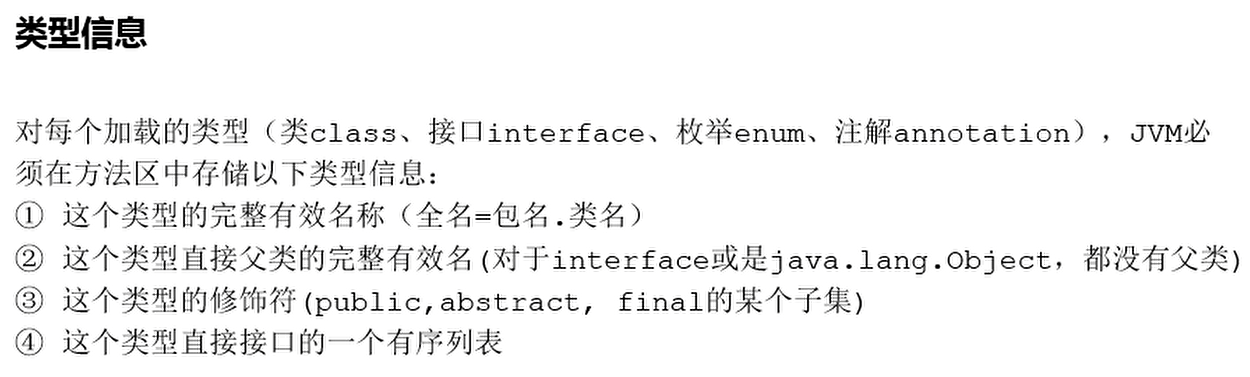 类型信息
对每个加载的类型（类class、接口interface、枚举enum、注解annotation），JVM必
须在方法区中存储以下类型信息：
① 这个类型的完整有效名称（全名=包名.类名）
② 这个类型直接父类的完整有效名(对于interface或是java.lang.Object，都没有父类)
③ 这个类型的修饰符(public,abstract, final的某个子集)
④ 这个类型直接接口的一个有序列表